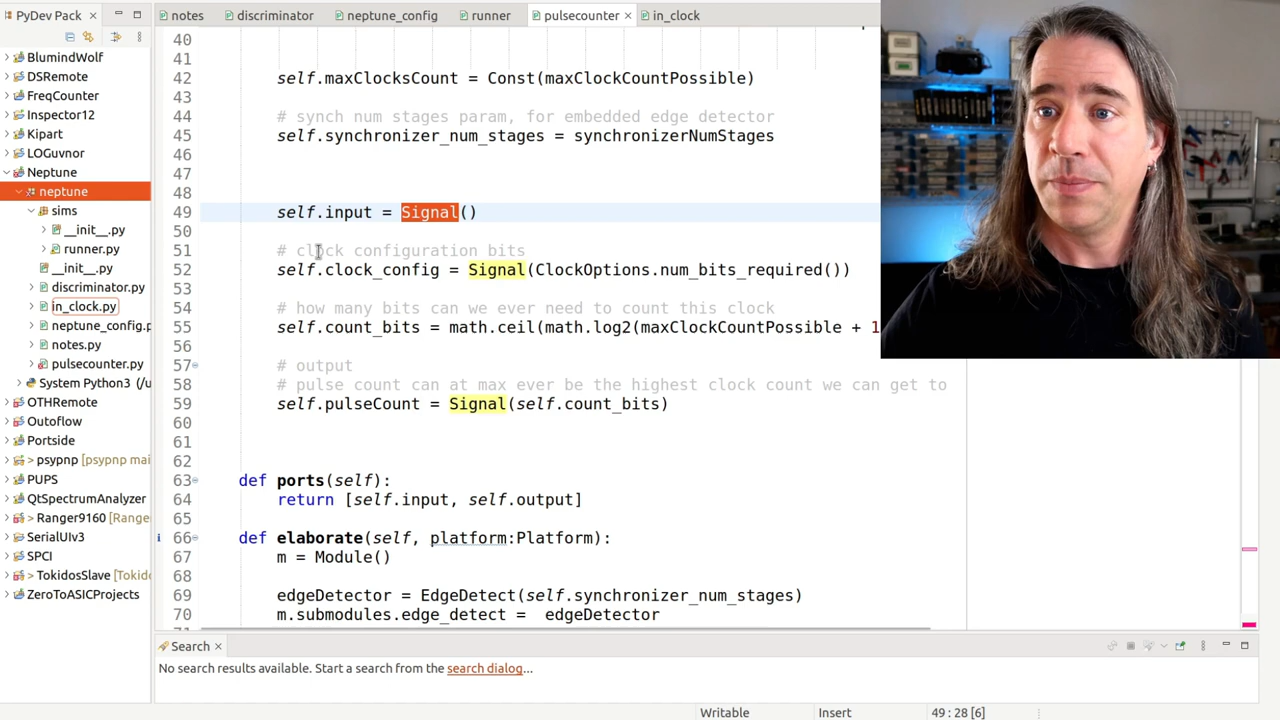 PyDev Pack
notes
discriminator
neptune_config
runner
pulsecounter
in_clock
BlumindWolf
DSRemote
FreqCounter
Inspector12
Kipart
LOGuvnor
Neptune
neptune
sims
__init__.py
runner.py
__init__.py
discriminator.py
in_clock.py
neptune_config.p
notes.py
pulsecounter.py
System Python3 (/u
OTHRemote
Outoflow
Portside
> psypnp [psypnp mai
PUPS
QtSpectrumAnalyzer
> Ranger9160 [Range
SerialUIv3
SPCI
> TokidosSlave [Tokido
ZeroToASICProjects
40
41
42 self.maxClocksCount = Const(maxClockCountPossible)
43
44 # synch num stages param, for embedded edge detector
45 self.synchronizer_num_stages = synchronizerNumStages
46
47
48
49 self.input = Signal()
50
51 # clock configuration bits
52 self.clock_config = Signal(ClockOptions.num_bits_required())
53
54 # how many bits can we ever need to count this clock
55 self.count_bits = math.ceil(math.log2(maxClockCountPossible + 1
56
57 # output
58 # pulse count can at max ever be the highest clock count we can get to
59 self.pulseCount = Signal(self.count_bits)
60
61
62
63 def ports(self):
64 return [self.input, self.output]
65
66 def elaborate(self, platform:Platform):
67 m = Module()
68
69 edgeDetector = EdgeDetect(self.synchronizer_num_stages)
70 m.submodules.edge_detect = edgeDetector
Search
No search results available. Start a search from the search dialog...
Writable
Insert
49 : 28 [6]